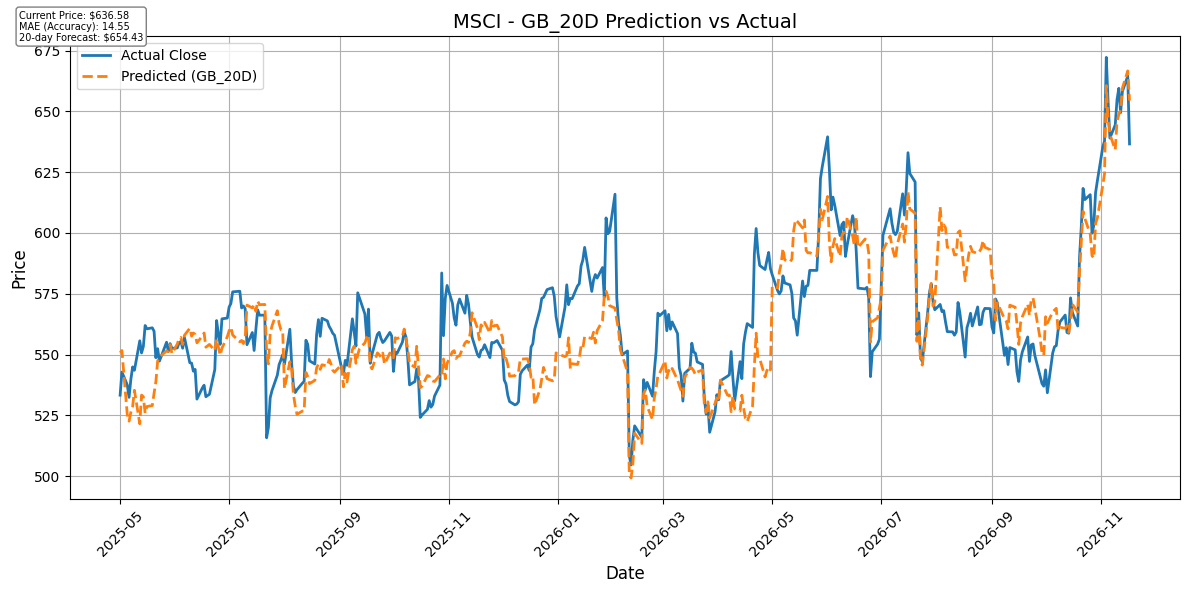 MSCI - GB_20D Prediction vs Actual
Current Price: $636.58
MAE (Accuracy): 14.55
20-day Forecast: $654.43
Actual Close
Predicted (GB_20D)
Price
675
650
625
600
575
550
525
500
2025-05
2025-07
2025-09
2025-11
2026-01
2026-03
2026-05
2026-07
2026-09
2026-11
Date